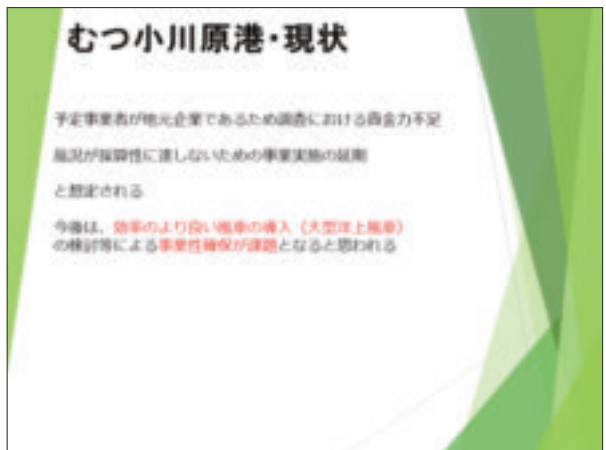 むつ小川原港・現状
予定事業者が地元企業であるため調査における資金力不足
風況が採算性に達しないための事業実施の延期
と想定される
今後は、効率のより良い風車の導入（大型洋上風車）
の検討等による事業性確保が課題となると思われる